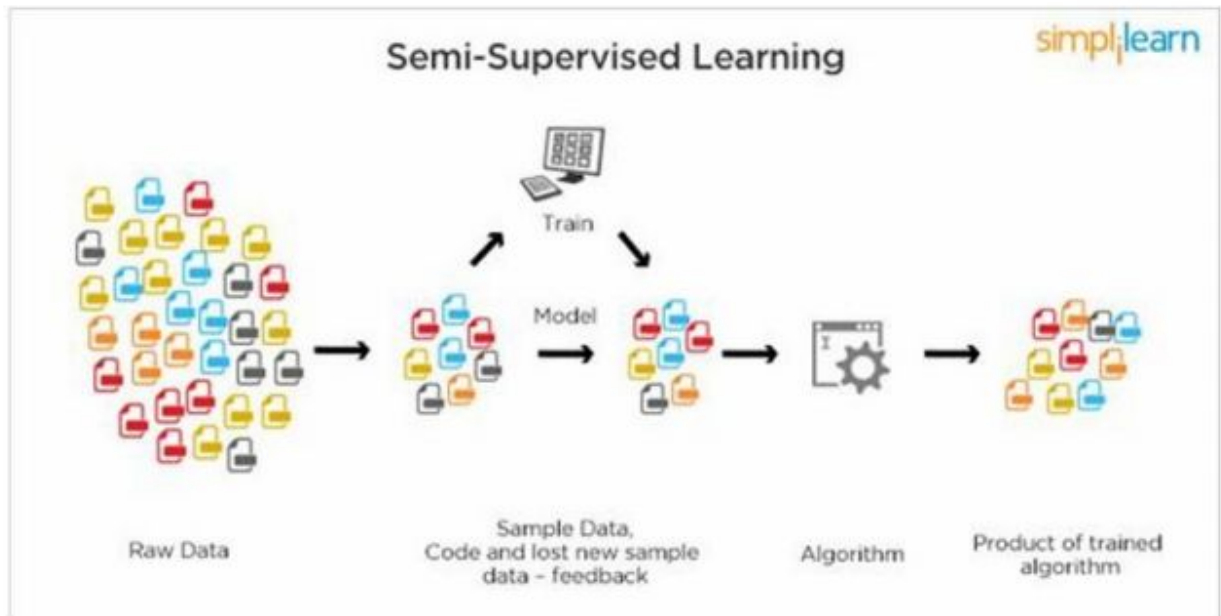 simplilearn
Semi-Supervised Learning
Train
Model
Raw Data
Sample Data,
Code and lost new sample
data – feedback
Algorithm
Product of trained
algorithm